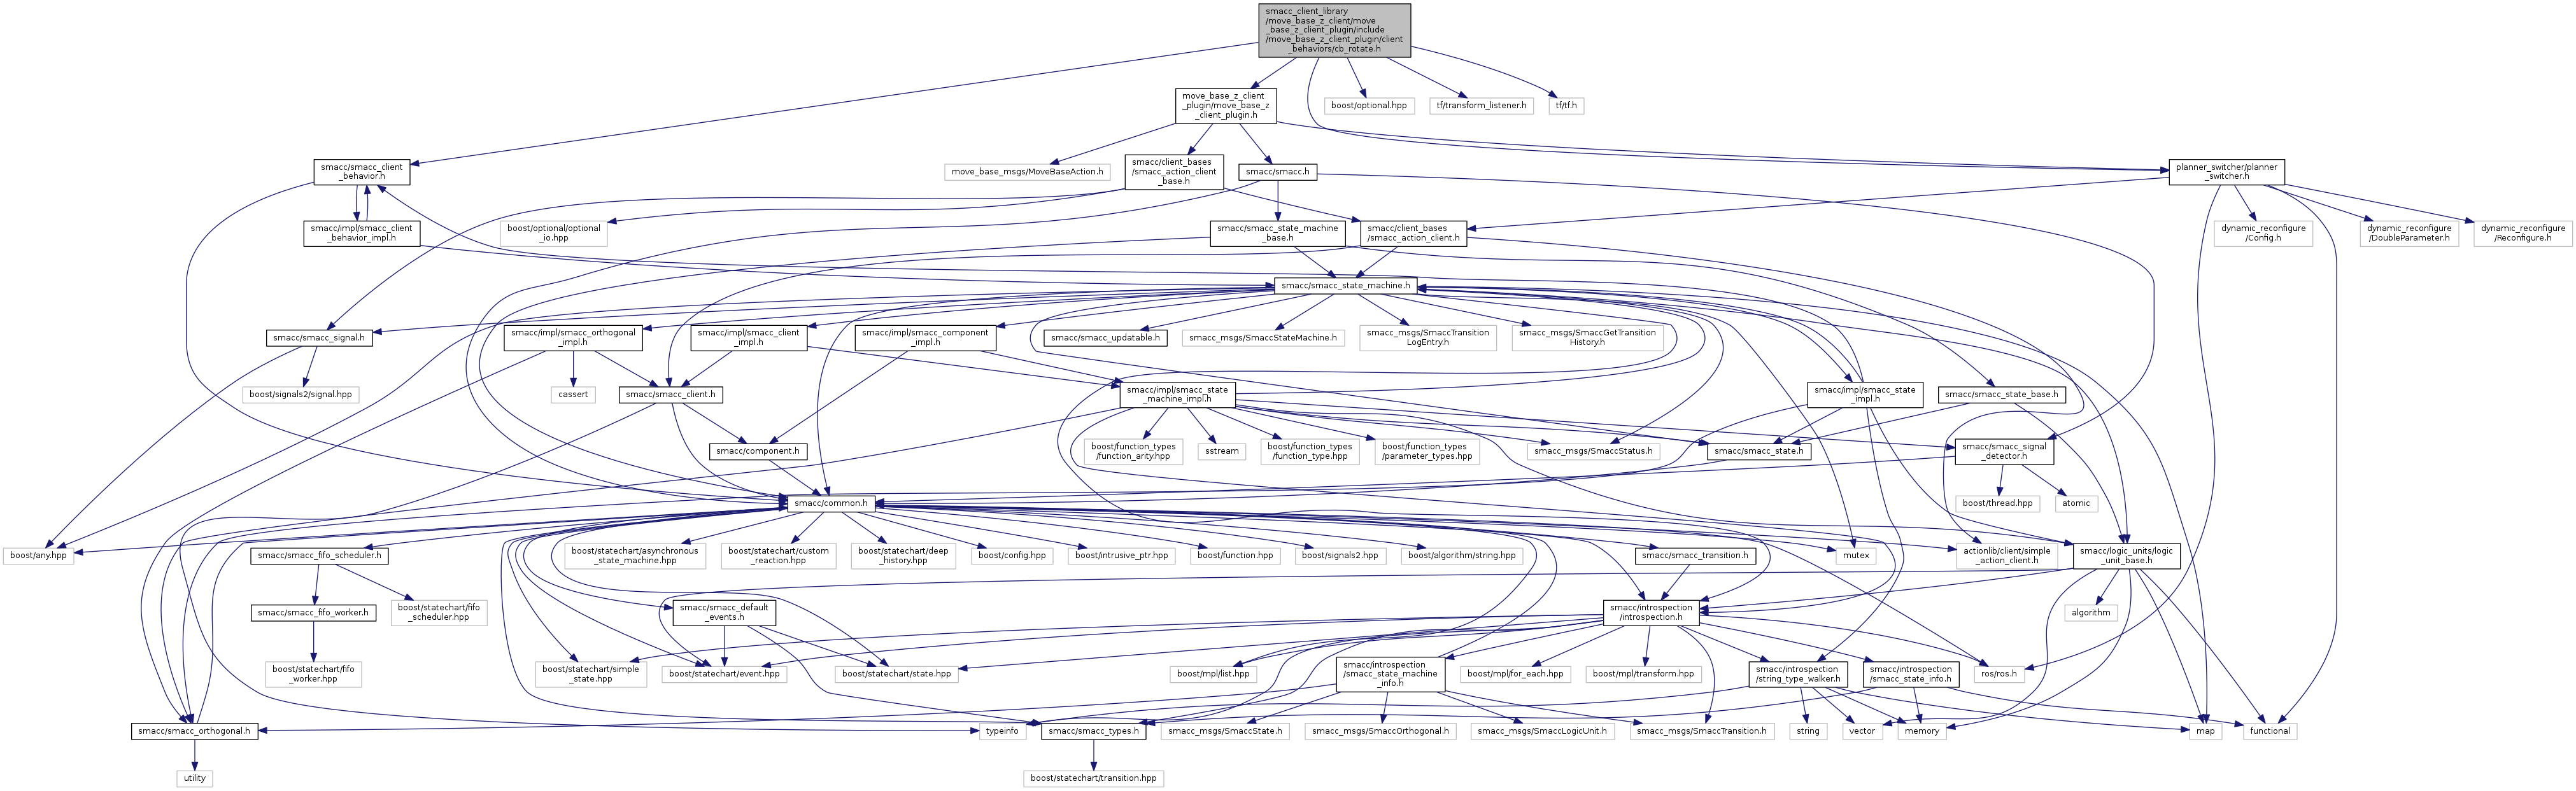 smacc_client_library
/move_base_z_client/move
_base_z_client_plugin/include
/move_base_z_client_plugin/client
_behaviors/cb_rotate.h
move_base_z_client
_plugin/move_base_z
_client_plugin.h
boost/optional.hpp
tf/transform_listener.h
tf/tf.h
smacc/smacc_client
_behavior.h
move_base_msgs/MoveBaseAction.h
smacc/client_bases
/smacc_action_client
_base.h
smacc/smacc.h
planner_switcher/planner
_switcher.h
smacc/impl/smacc_client
_behavior_impl.h
boost/optional/optional
_io.hpp
smacc/smacc_state_machine
_base.h
smacc/client_bases
/smacc_action_client.h
dynamic_reconfigure
/Config.h
dynamic_reconfigure
/DoubleParameter.h
dynamic_reconfigure
/Reconfigure.h
smacc/smacc_state_machine.h
smacc/smacc_signal.h
smacc/impl/smacc_orthogonal
_impl.h
smacc/impl/smacc_client
_impl.h
smacc/impl/smacc_component
_impl.h
smacc/smacc_updatable.h
smacc_msgs/SmaccStateMachine.h
smacc_msgs/SmaccTransition
LogEntry.h
smacc_msgs/SmaccGetTransition
History.h
boost/signals2/signal.hpp
cassert
smacc/smacc_client.h
smacc/impl/smacc_state
_machine_impl.h
smacc/impl/smacc_state
_impl.h
smacc/smacc_state_base.h
smacc/component.h
boost/function_types
/function_arity.hpp
sstream
boost/function_types
/function_type.hpp
boost/function_types
/parameter_types.hpp
smacc_msgs/SmaccStatus.h
smacc/smacc_state.h
smacc/smacc_signal
_detector.h
smacc/common.h
boost/thread.hpp
atomic
boost/any.hpp
smacc/smacc_fifo_scheduler.h
boost/statechart/asynchronous
_state_machine.hpp
boost/statechart/custom
_reaction.hpp
boost/statechart/deep
_history.hpp
boost/config.hpp
boost/intrusive_ptr.hpp
boost/function.hpp
boost/signals2.hpp
boost/algorithm/string.hpp
smacc/smacc_transition.h
mutex
actionlib/client/simple
_action_client.h
smacc/logic_units/logic
_unit_base.h
smacc/smacc_fifo_worker.h
boost/statechart/fifo
_scheduler.hpp
smacc/smacc_default
_events.h
smacc/introspection
/introspection.h
algorithm
boost/statechart/fifo
_worker.hpp
boost/statechart/simple
_state.hpp
boost/statechart/event.hpp
boost/statechart/state.hpp
boost/mpl/list.hpp
smacc/introspection
/smacc_state_machine
_info.h
boost/mpl/for_each.hpp
boost/mpl/transform.hpp
smacc/introspection
/string_type_walker.h
smacc/introspection
/smacc_state_info.h
ros/ros.h
smacc/smacc_orthogonal.h
typeinfo
smacc/smacc_types.h
smacc_msgs/SmaccState.h
smacc_msgs/SmaccOrthogonal.h
smacc_msgs/SmaccLogicUnit.h
smacc_msgs/SmaccTransition.h
string
vector
memory
map
functional
utility
boost/statechart/transition.hpp